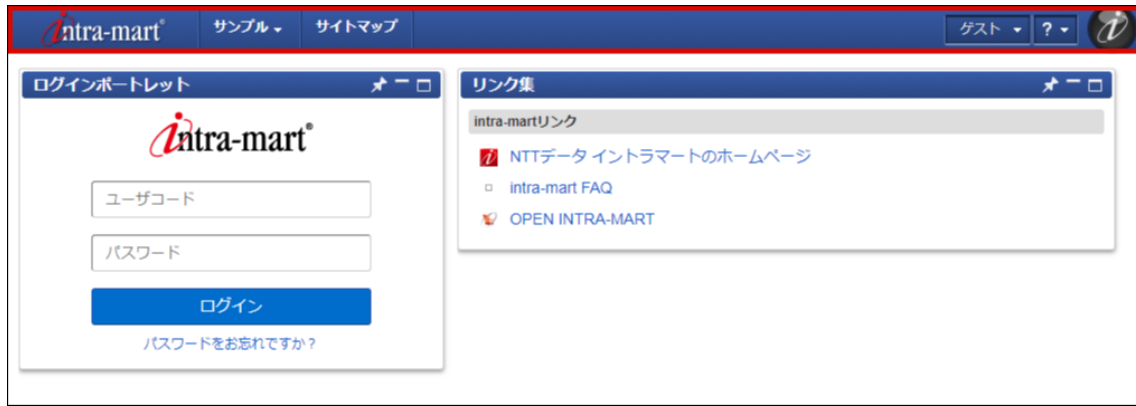 intra-mart®
サンプル
サイトマップ
ゲスト
?
ログインポートレット
intra-mart®
ユーザコード
パスワード
ログイン
パスワードをお忘れですか?
リンク集
intra-martリンク
NTTデータ イントラマートのホームページ
intra-mart FAQ
OPEN INTRA-MART